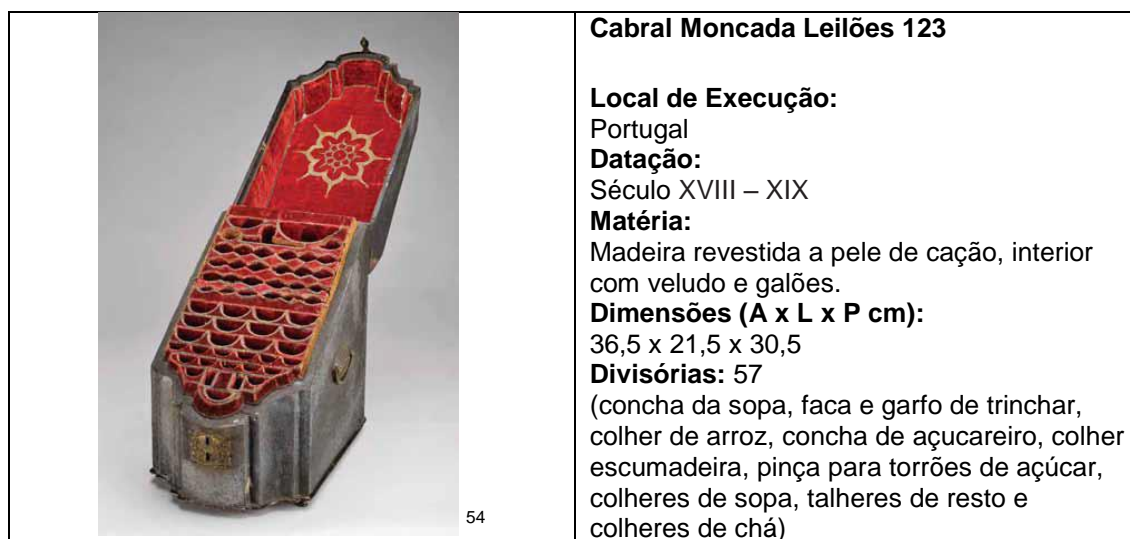 Cabral Moncada Leilões 123
Local de Execução:
Portugal
Datação:
Século XVIII – XIX
Matéria:
Madeira revestida a pele de cação, interior
com veludo e galões.
Dimensões (A x L x P cm):
36,5 x 21,5 x 30,5
Divisórias: 57
(concha da sopa, faca e garfo de trinchar,
colher de arroz, concha de açucareiro, colher
escumadeira, pinça para torrões de açúcar,
colheres de sopa, talheres de resto e
colheres de chá)
54